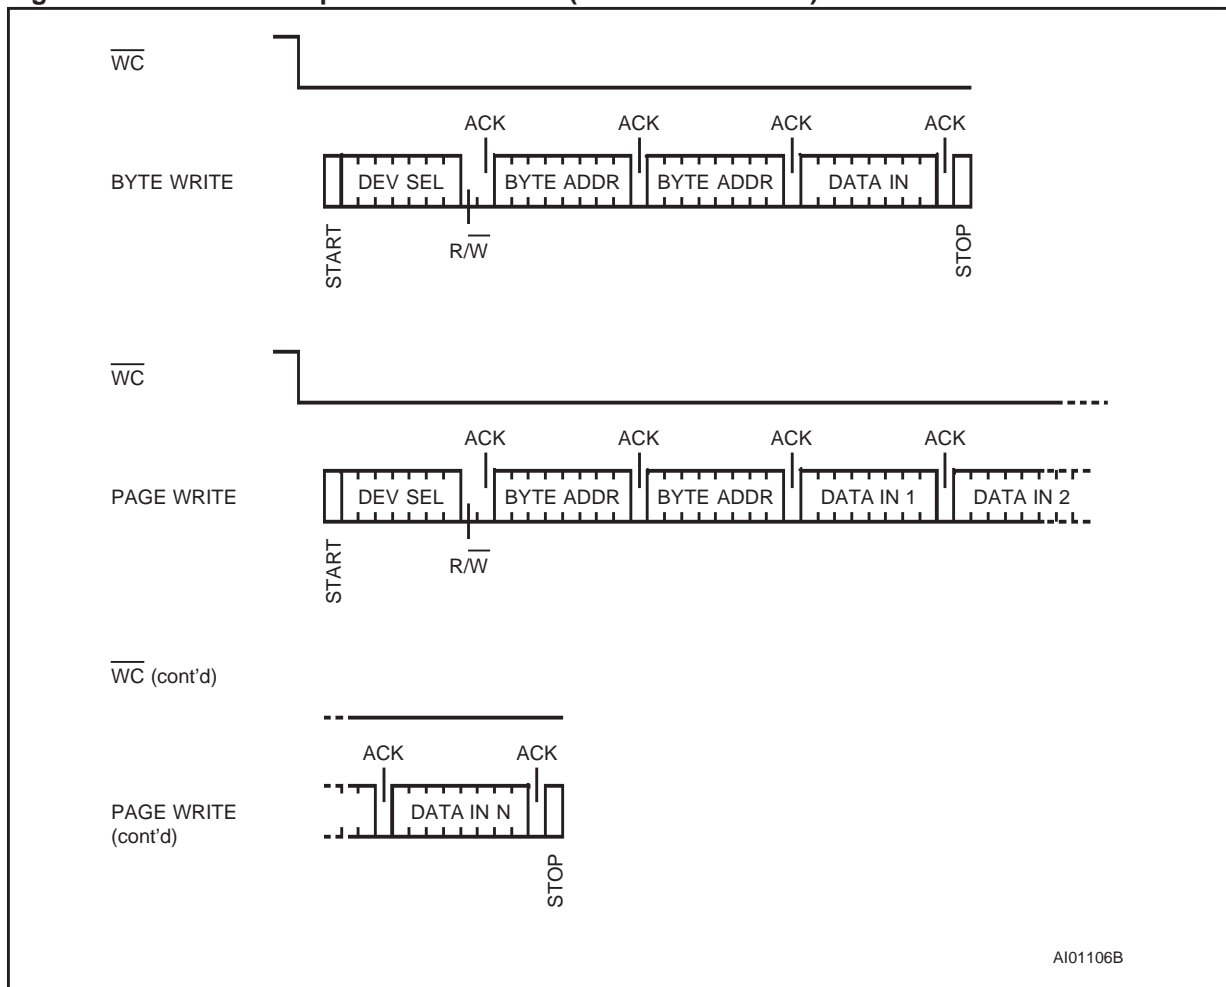 WC
ACK ACK ACK ACK
BYTE WRITE DEV SEL BYTE ADDR BYTE ADDR DATA IN
R/W
START STOP
WC
ACK ACK ACK ACK
PAGE WRITE DEV SEL BYTE ADDR BYTE ADDR DATA IN 1 DATA IN 2
R/W
START
WC (cont'd)
ACK ACK
PAGE WRITE DATA IN N
(cont'd)
STOP
AI01106B